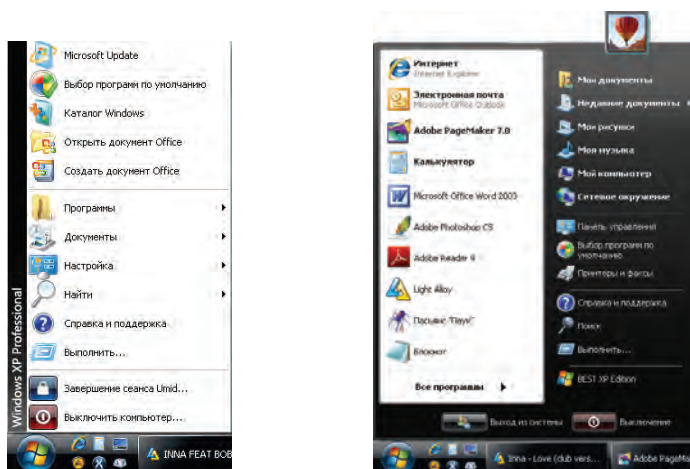 Microsoft Update
Выбор программ по умолчанию
Каталог Windows
Открыть документ Office
Создать документ Office
Программы
Документы
Настройка
Найти
Справка и поддержка
Выполнить...
Завершение сеанса Umid...
Выключить компьютер...
Windows XP Professional
INNA FEAT BOB
Интернет
Internet Explorer
Электронная почта
Microsoft Office Outlook
Adobe PageMaker 7.0
Калькулятор
Microsoft Office Word 2003
Adobe Photoshop CS
Adobe Reader 9
Light Alloy
Пасьянс "Паук"
Блокнот
Все программы
Мои документы
Недавние документы
Мои рисунки
Моя музыка
Мой компьютер
Сетевое окружение
Панель управления
Выбор программ по
умолчанию
Принтеры и факсы
Справка и поддержка
Поиск
Выполнить...
BEST XP Edition
Выход из системы
Выключение
Inna - Love (club vers...
Adobe PageMa